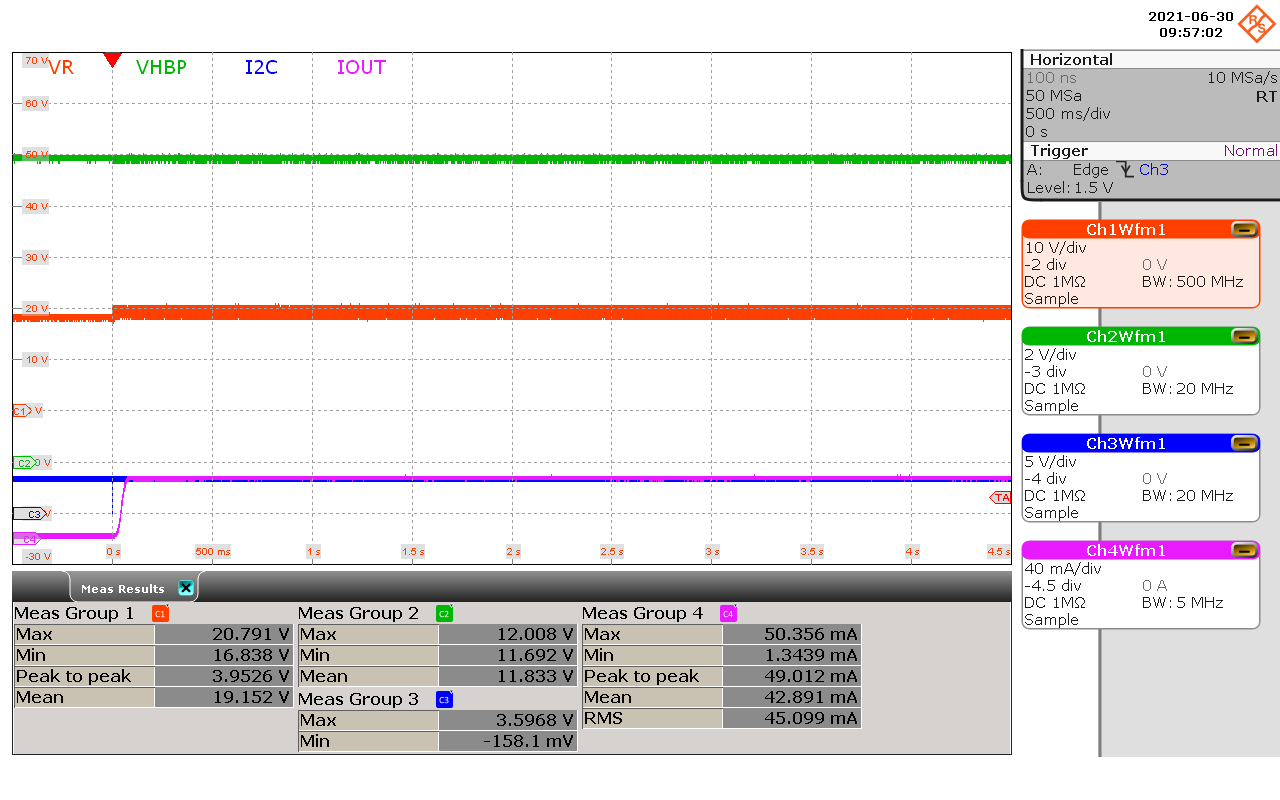 2021-06-30
09:57:02
R S
VR VHBP I2C IOUT
70 V
60 V
50 V
40 V
30 V
20 V
10 V
C1 V
C2 0 V
C3 V
TA
C4
-30 V
0 s 500 ms 1 s 1.5 s 2 s 2.5 s 3 s 3.5 s 4 s 4.5 s
Horizontal
100 ns 10 MSa/s
50 MSa RT
500 ms/div
0 s
Trigger Normal
A: Edge Ch3
Level: 1.5 V
Ch1Wfm1
10 V/div
-2 div 0 V
DC 1MΩ BW: 500 MHz
Sample
Ch2Wfm1
2 V/div
-3 div 0 V
DC 1MΩ BW: 20 MHz
Sample
Ch3Wfm1
5 V/div
-4 div 0 V
DC 1MΩ BW: 20 MHz
Sample
Ch4Wfm1
40 mA/div
-4.5 div 0 A
DC 1MΩ BW: 5 MHz
Sample
Meas Results
Meas Group 1 C1
Max 20.791 V
Min 16.838 V
Peak to peak 3.9526 V
Mean 19.152 V
Meas Group 2 C2
Max 12.008 V
Min 11.692 V
Mean 11.833 V
Meas Group 3 C3
Max 3.5968 V
Min -158.1 mV
Meas Group 4 C4
Max 50.356 mA
Min 1.3439 mA
Peak to peak 49.012 mA
Mean 42.891 mA
RMS 45.099 mA